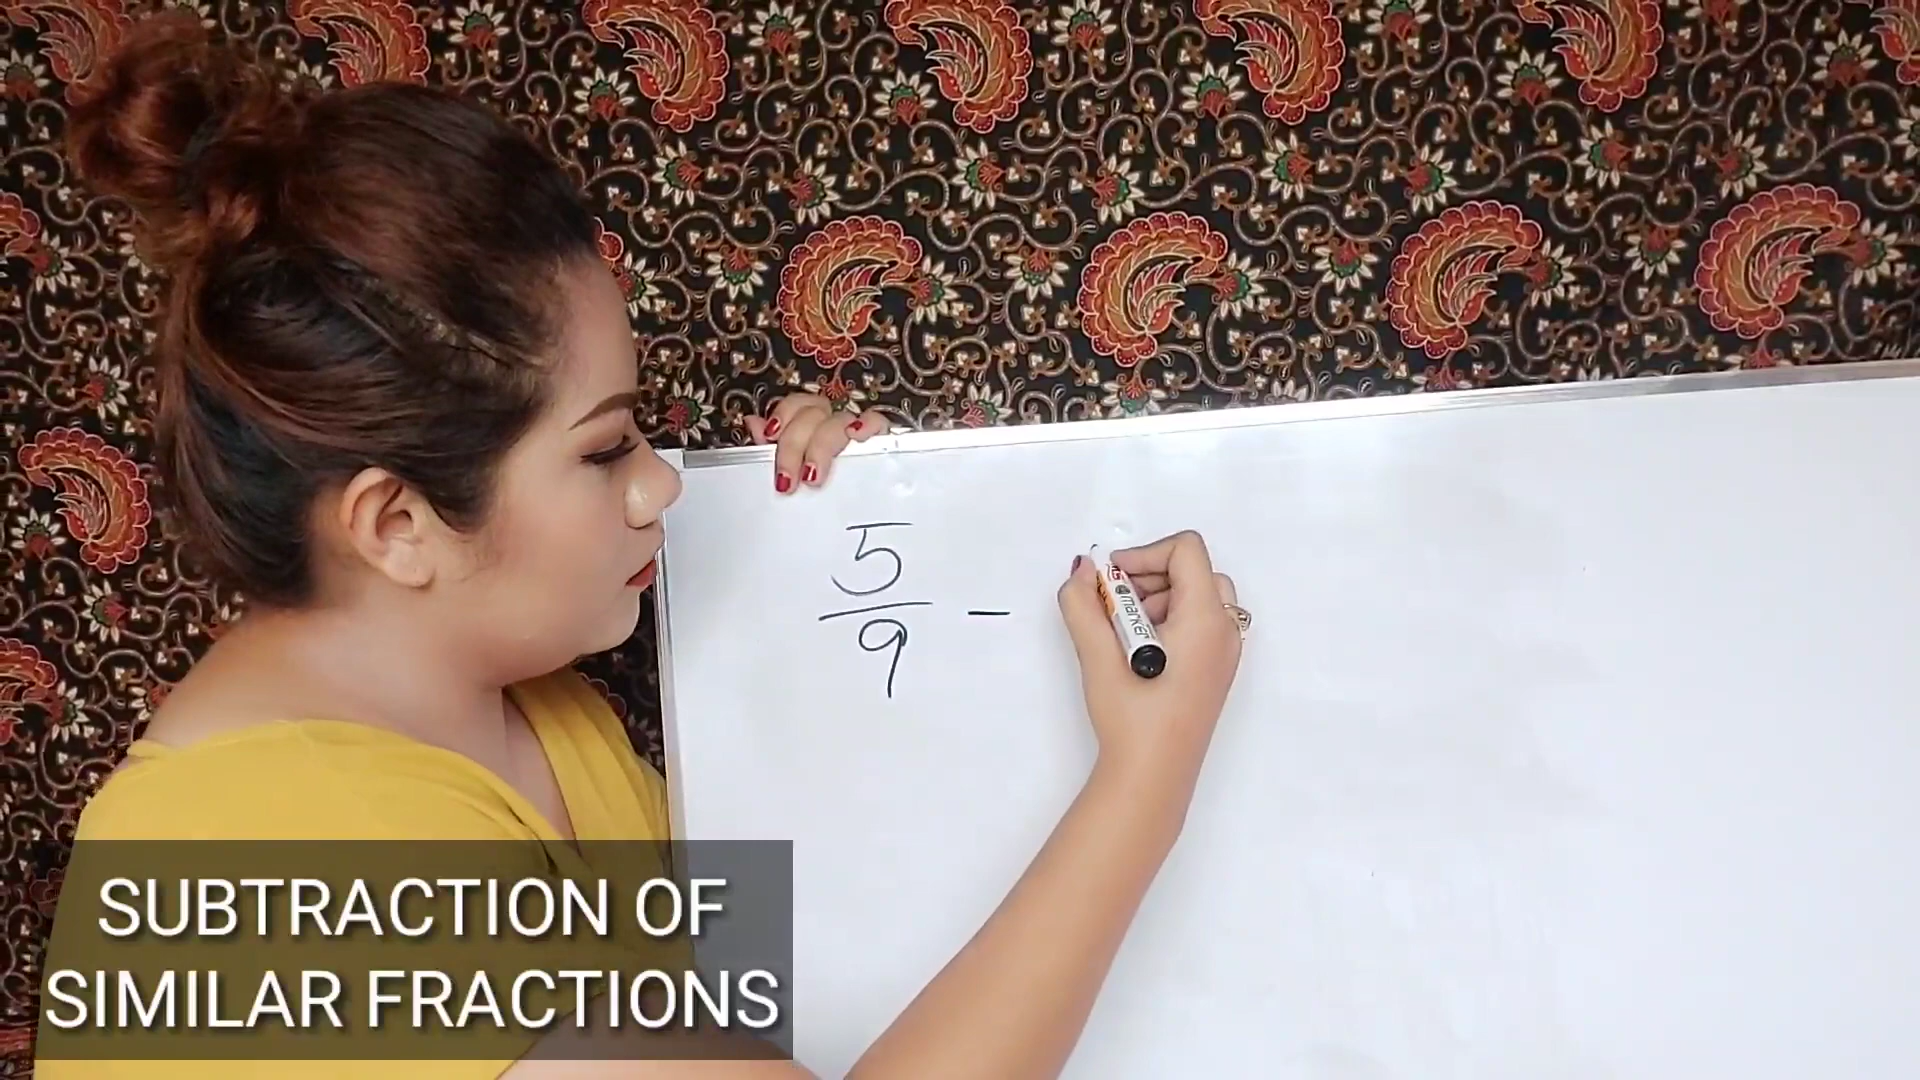 5
9 −
marker
SUBTRACTION OF
SIMILAR FRACTIONS